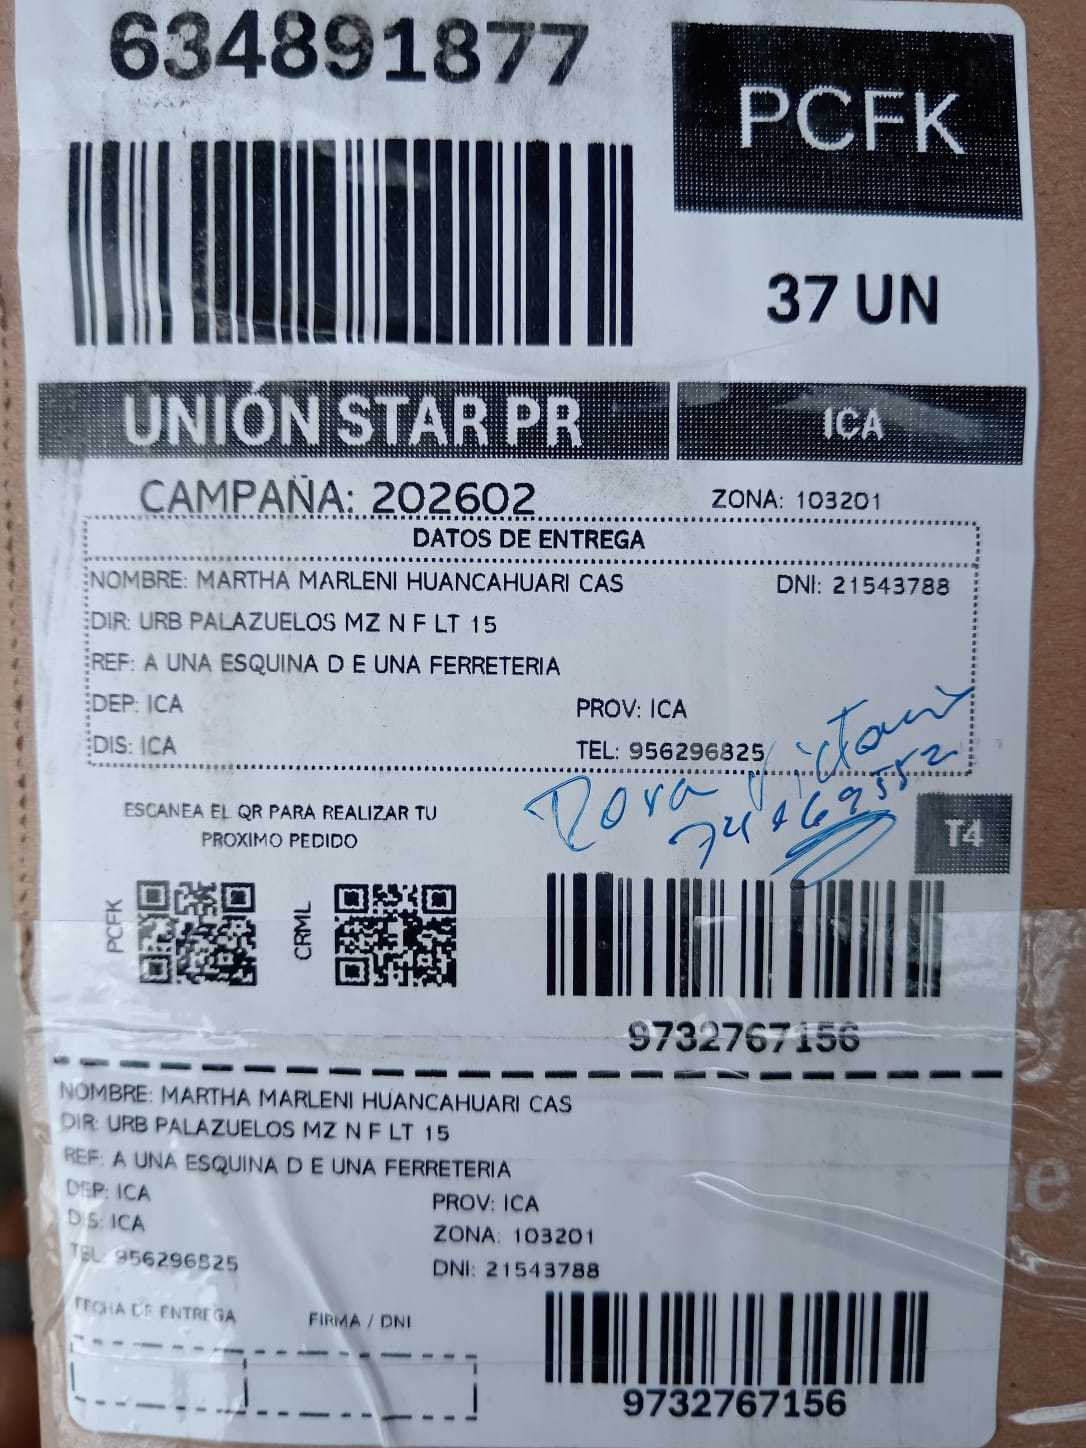 634891877
PCFK
37 UN
UNIÓN STAR PR
ICA
CAMPAÑA: 202602
ZONA: 103201
DATOS DE ENTREGA
NOMBRE: MARTHA MARLENI HUANCAHUARI CAS DNI: 21543788
DIR: URB PALAZUELOS MZ N F LT 15
REF: A UNA ESQUINA D E UNA FERRETERIA
DEP: ICA PROV: ICA
DIS: ICA TEL: 956296825
Rosa
ESCANEA EL QR PARA REALIZAR TU
PROXIMO PEDIDO
T4
PCFK
CRML
9732767156
NOMBRE: MARTHA MARLENI HUANCAHUARI CAS
DIR: URB PALAZUELOS MZ N F LT 15
REF: A UNA ESQUINA D E UNA FERRETERIA
DEP: ICA PROV: ICA
DIS: ICA ZONA: 103201
TEL: 956296825 DNI: 21543788
FECHA DE ENTREGA FIRMA / DNI
9732767156